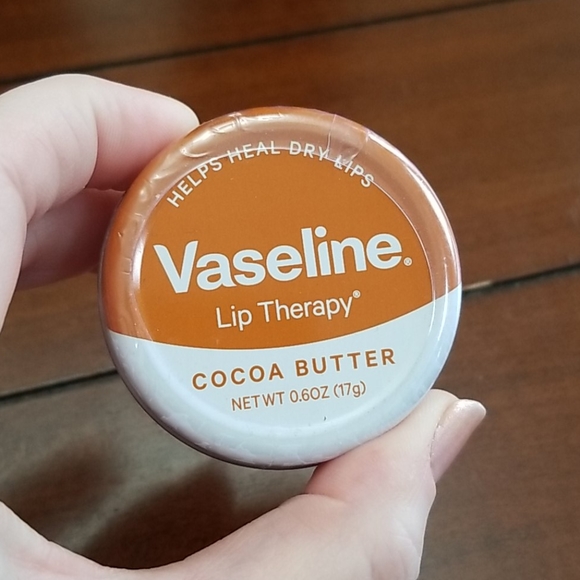 HELPS HEAL DRY LIPS
Vaseline®
Lip Therapy®
COCOA BUTTER
NET WT 0.6OZ (17g)